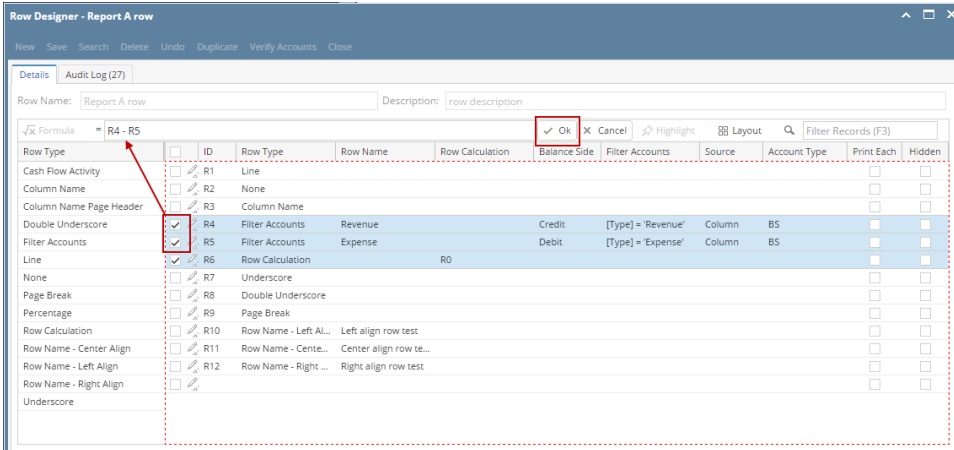 Row Designer - Report A row
New Save Search Delete Undo Duplicate Verify Accounts Close
Details Audit Log (27)
Row Name: Report A row Description: row description
√x Formula = R4 - R5 Ok Cancel Highlight Layout Filter Records (F3)
Row Type ID Row Type Row Name Row Calculation Balance Side Filter Accounts Source Account Type Print Each Hidden
Cash Flow Activity R1 Line
Column Name R2 None
Column Name Page Header R3 Column Name
Double Underscore R4 Filter Accounts Revenue Credit [Type] = 'Revenue' Column BS
Filter Accounts R5 Filter Accounts Expense Debit [Type] = 'Expense' Column BS
Line R6 Row Calculation R0
None R7 Underscore
Page Break R8 Double Underscore
Percentage R9 Page Break
Row Calculation R10 Row Name - Left Al... Left align row test
Row Name - Center Align R11 Row Name - Cente... Center align row te...
Row Name - Left Align R12 Row Name - Right ... Right align row test
Row Name - Right Align
Underscore